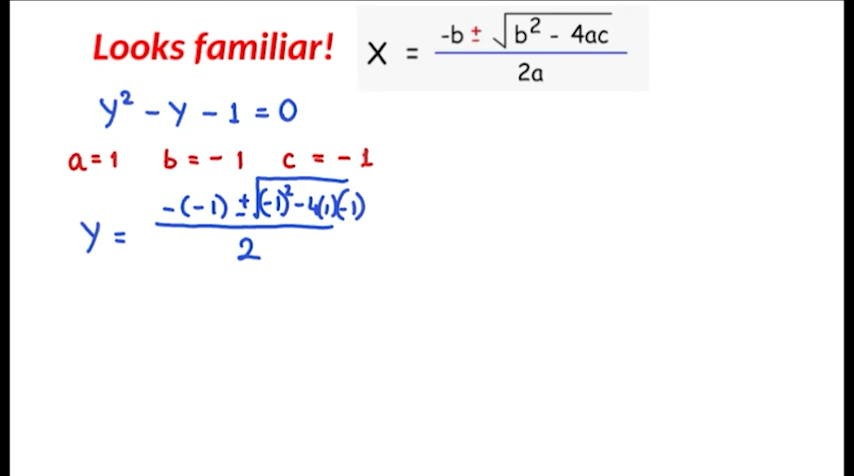 Looks familiar!
X = -b ± √b² - 4ac / 2a
y² - y - 1 = 0
a = 1 b = - 1 c = - 1
y = -(-1) ± √(-1)² - 4(1)(-1) / 2